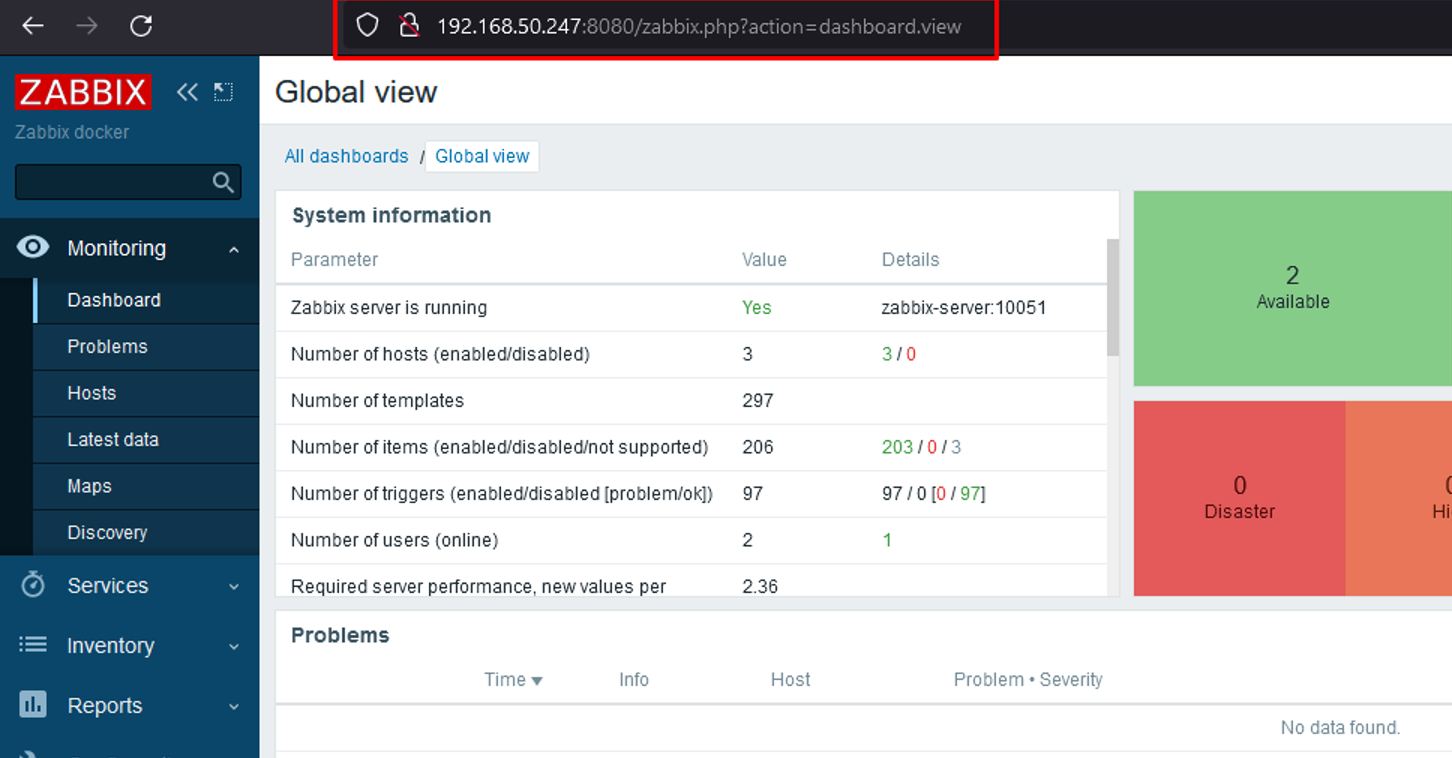 192.168.50.247:8080/zabbix.php?action=dashboard.view
ZABBIX
Zabbix docker
Monitoring
Dashboard
Problems
Hosts
Latest data
Maps
Discovery
Services
Inventory
Reports
Global view
All dashboards / Global view
System information
Parameter Value Details
Zabbix server is running Yes zabbix-server:10051
Number of hosts (enabled/disabled) 3 3 / 0
Number of templates 297
Number of items (enabled/disabled/not supported) 206 203 / 0 / 3
Number of triggers (enabled/disabled [problem/ok]) 97 97 / 0 [0 / 97]
Number of users (online) 2 1
Required server performance, new values per 2.36
2
Available
0
Disaster
Problems
Time Info Host Problem • Severity
No data found.